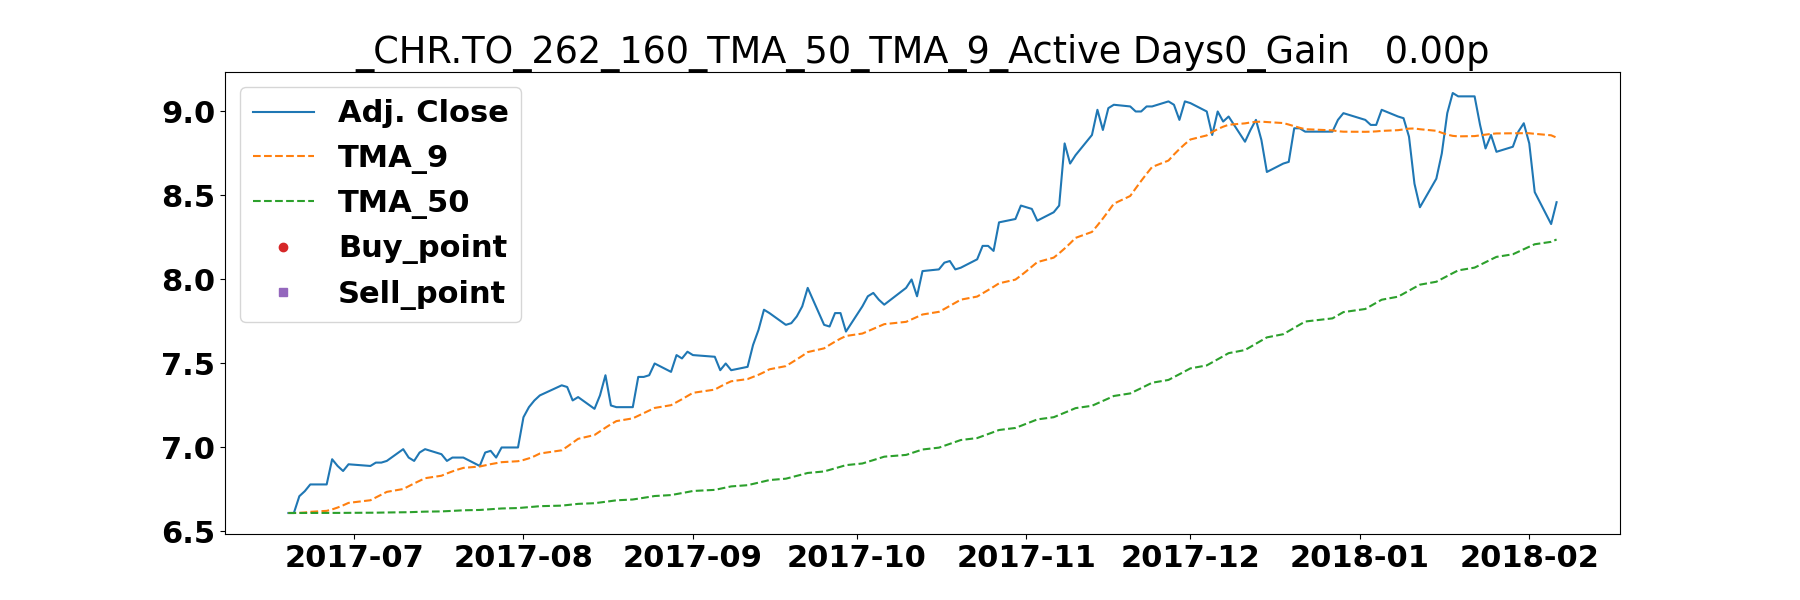 _CHR.TO_262_160_TMA_50_TMA_9_Active Days0_Gain   0.00p
Adj. Close
TMA_9
TMA_50
Buy_point
Sell_point
9.0
8.5
8.0
7.5
7.0
6.5
2017-07 2017-08 2017-09 2017-10 2017-11 2017-12 2018-01 2018-02